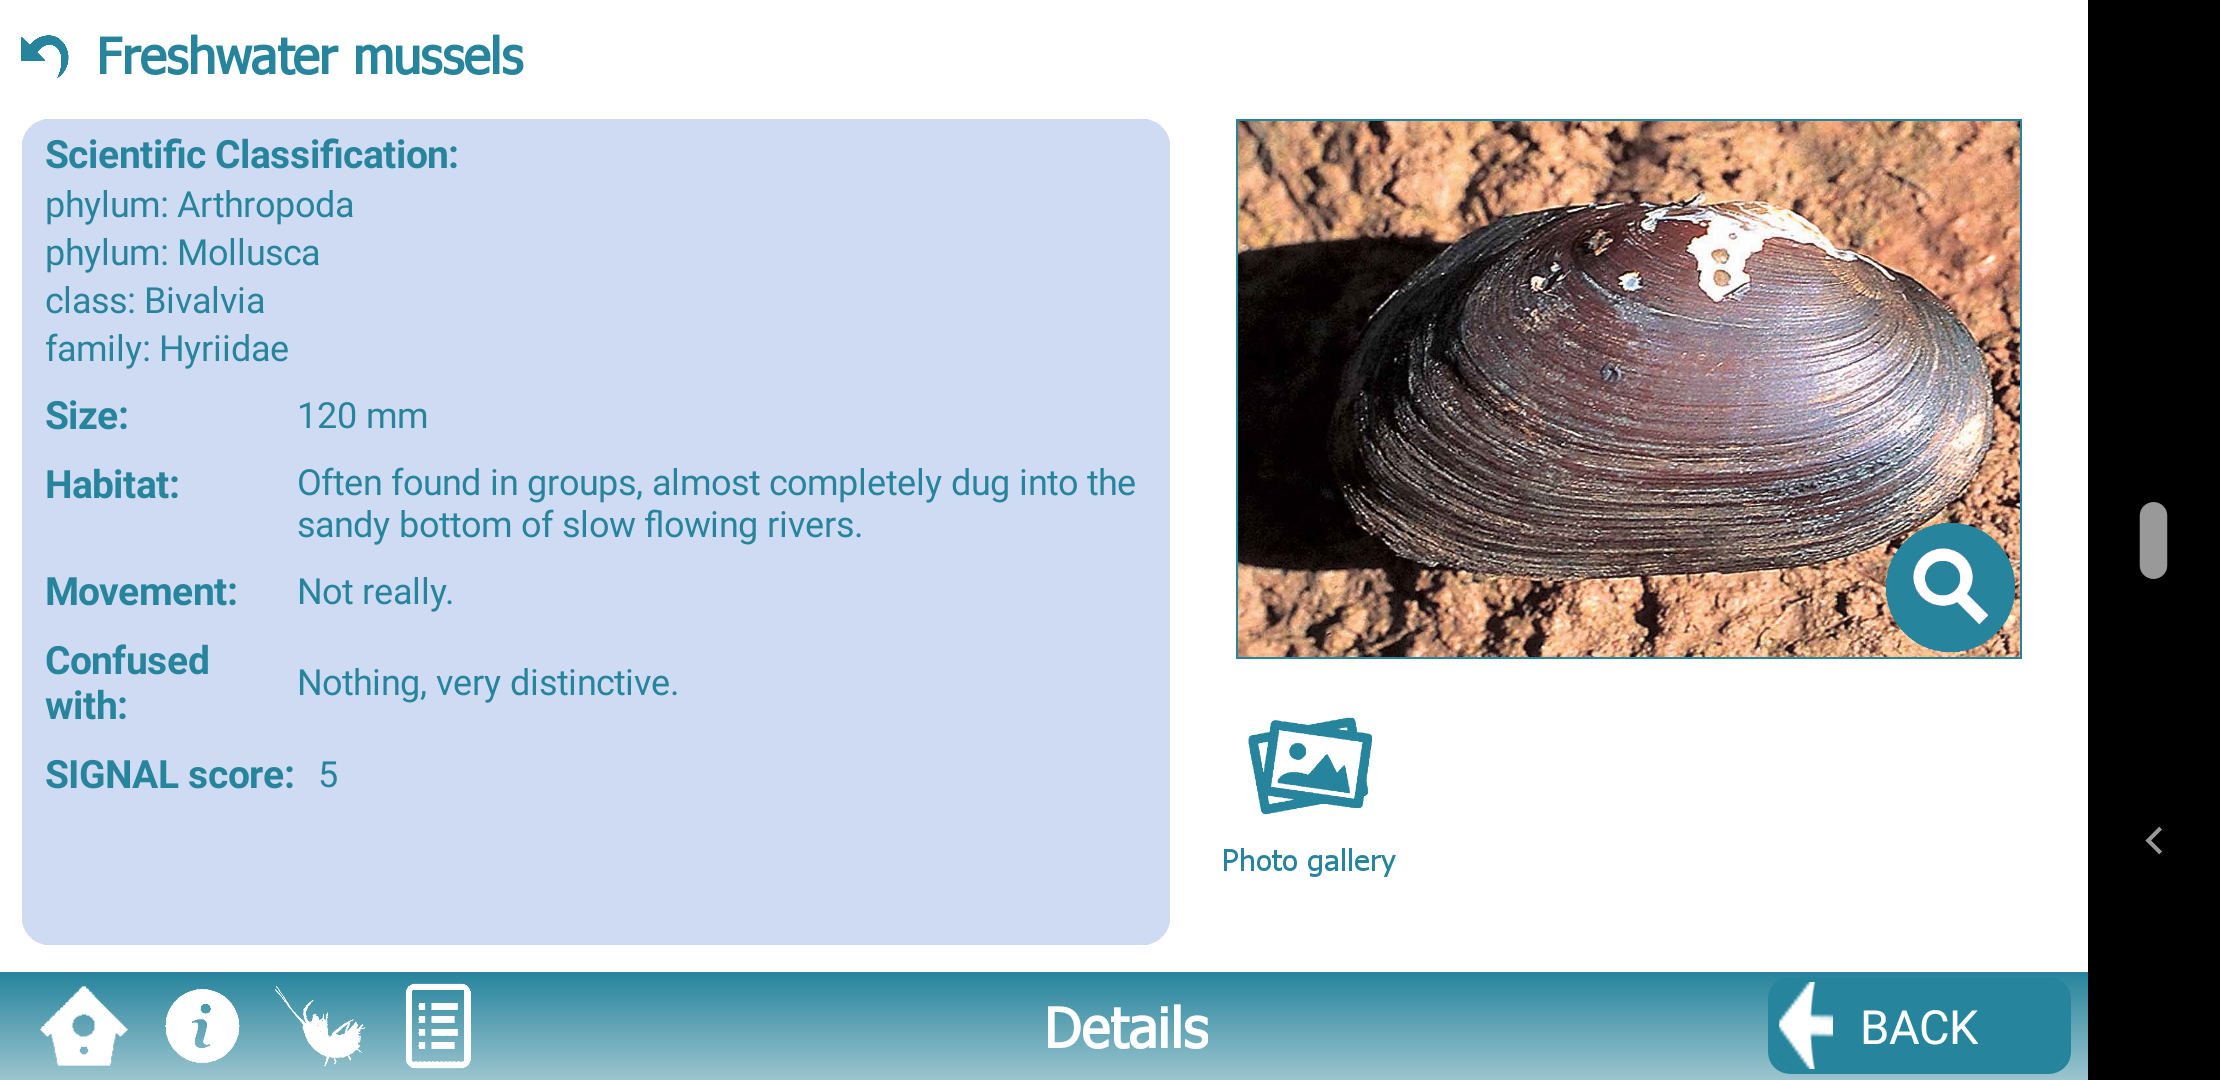 Freshwater mussels
Scientific Classification:
phylum: Arthropoda
phylum: Mollusca
class: Bivalvia
family: Hyriidae
Size: 120 mm
Habitat: Often found in groups, almost completely dug into the
sandy bottom of slow flowing rivers.
Movement: Not really.
Confused
with: Nothing, very distinctive.
SIGNAL score: 5
Photo gallery
Details
BACK